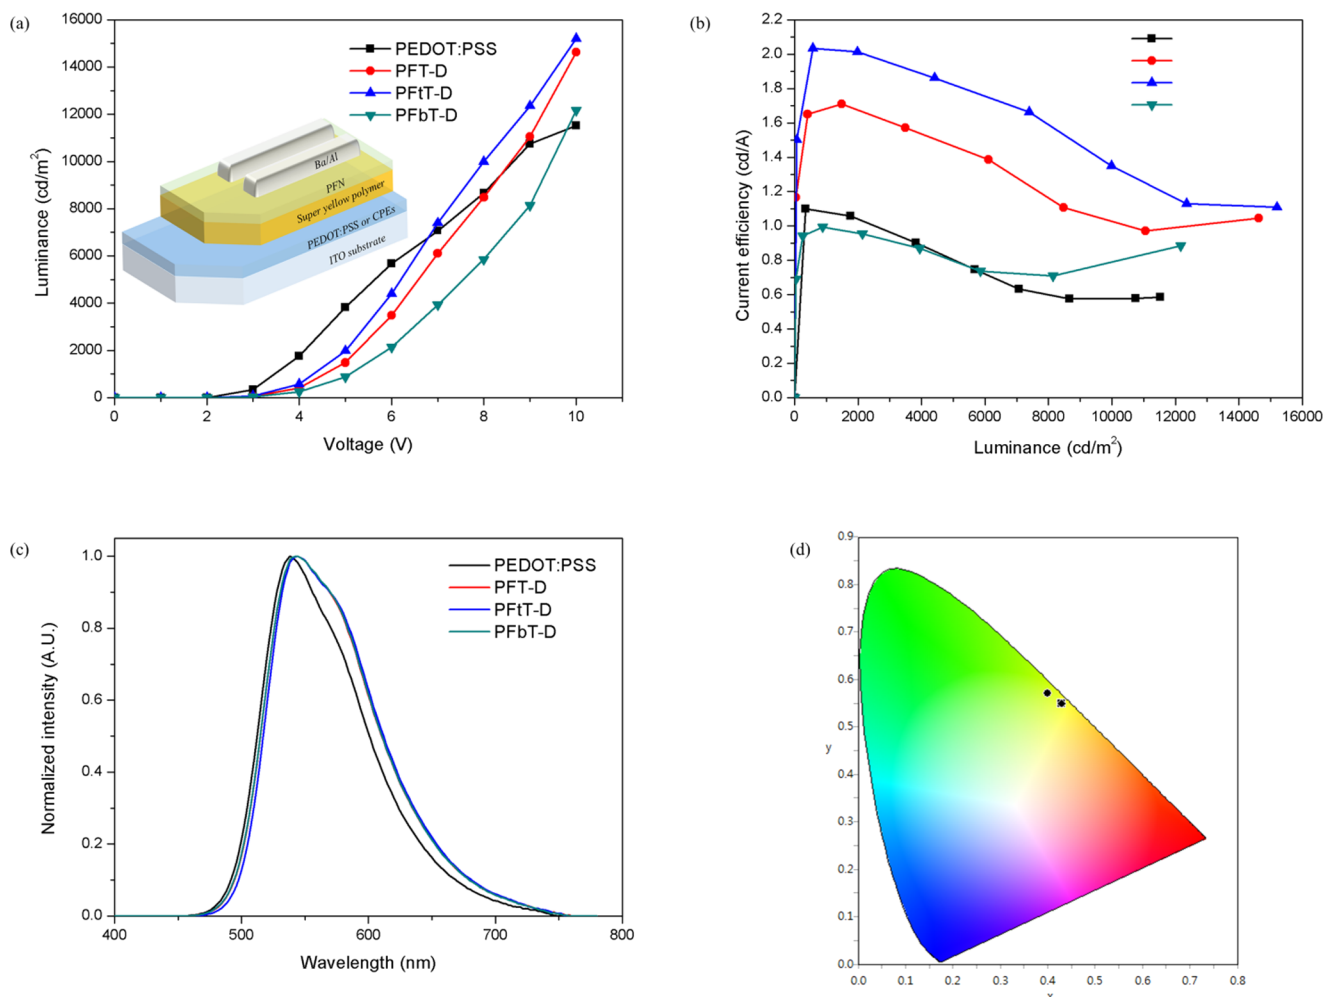 (a)
16000
14000
12000
10000
8000
6000
4000
2000
0
Luminance (cd/m²)
0 2 4 6 8 10
Voltage (V)
PEDOT:PSS
PFT-D
PFtT-D
PFbT-D
Ba/Al
PFN
Super yellow polymer
PEDOT:PSS or CPEs
ITO substrate
(b)
2.2
2.0
1.8
1.6
1.4
1.2
1.0
0.8
0.6
0.4
0.2
0.0
Current efficiency (cd/A)
0 2000 4000 6000 8000 10000 12000 14000 16000
Luminance (cd/m²)
(c)
1.0
0.8
0.6
0.4
0.2
0.0
Normalized intensity (A.U.)
400 500 600 700 800
Wavelength (nm)
PEDOT:PSS
PFT-D
PFtT-D
PFbT-D
(d)
0.9
0.8
0.7
0.6
0.5
y
0.4
0.3
0.2
0.1
0.0
0.0 0.1 0.2 0.3 0.4 0.5 0.6 0.7 0.8